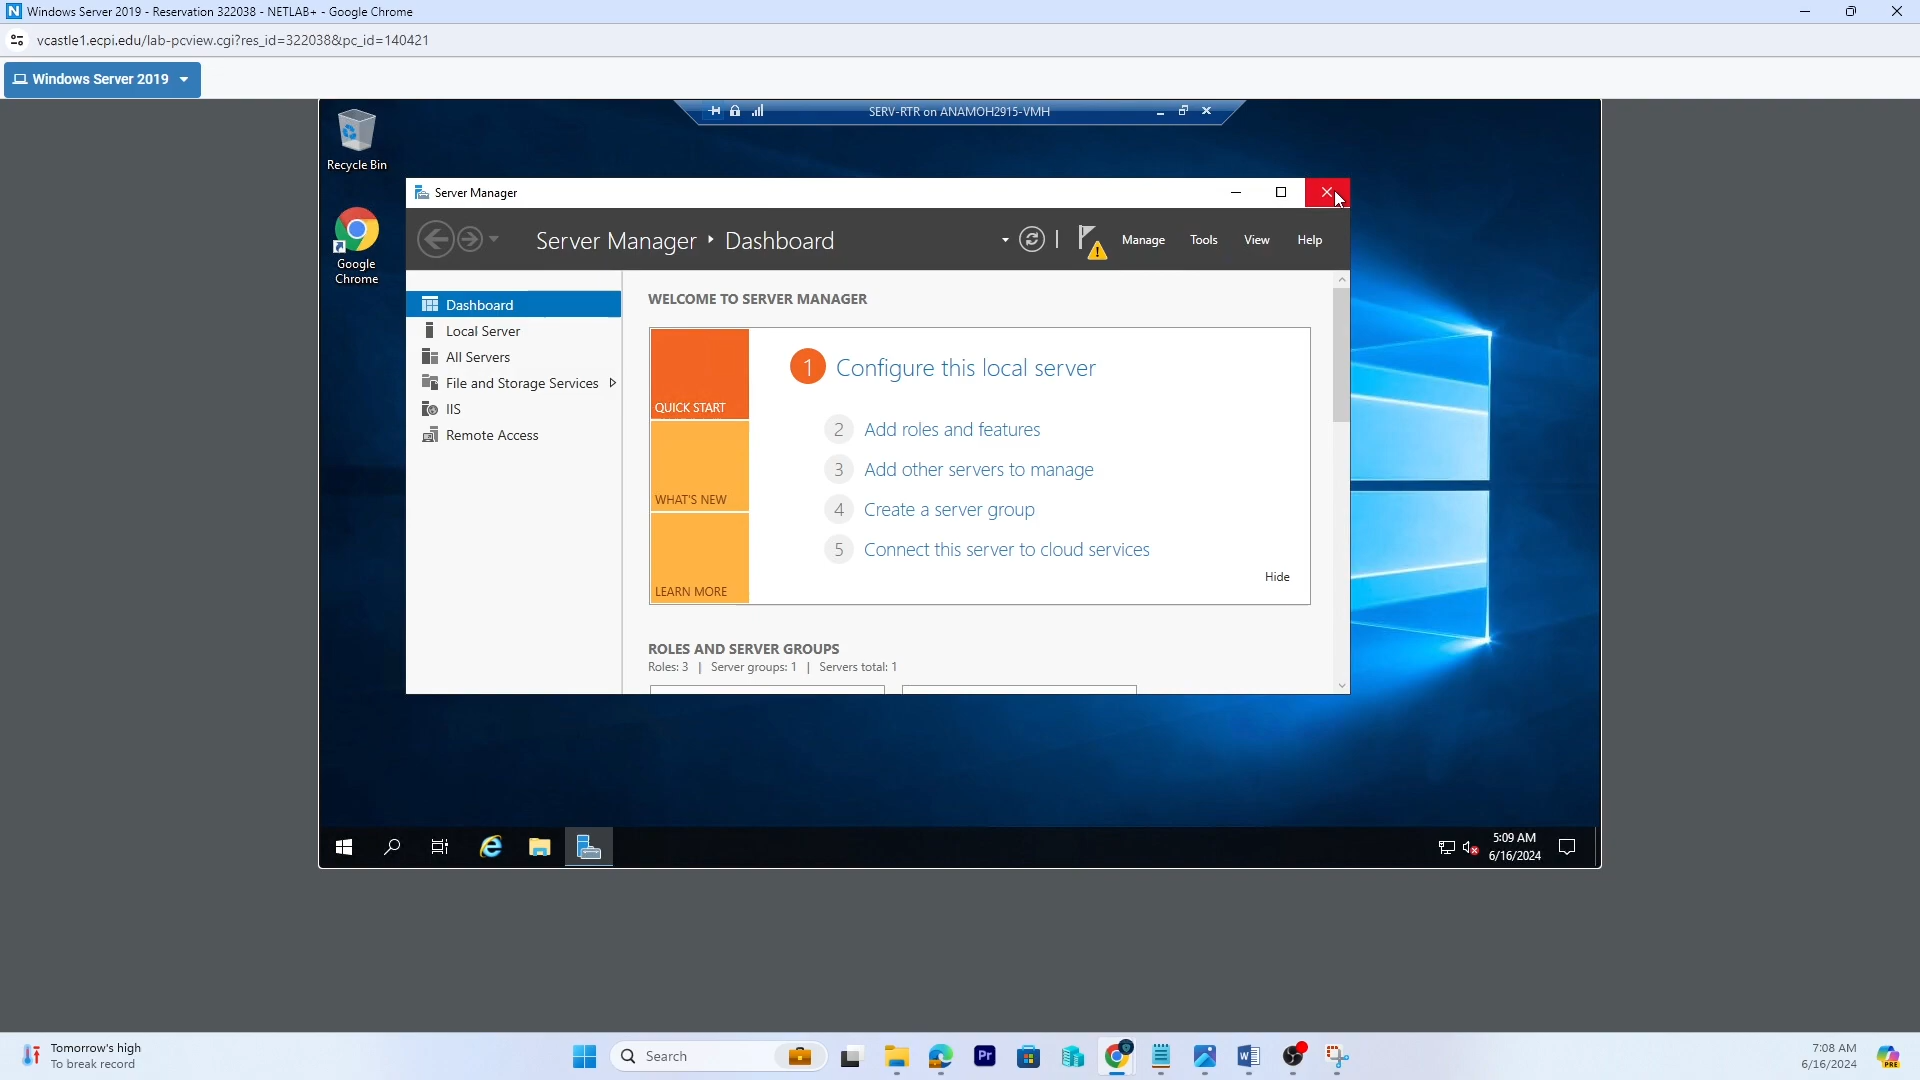 Windows Server 2019 - Reservation 322038 - NETLAB+ - Google Chrome
vcastle1.ecpi.edu/lab-pcview.cgi?res_id=322038&pc_id=140421
Windows Server 2019
SERV-RTR on ANAMOH2915-VMH
Recycle Bin
Google
Chrome
Server Manager
Server Manager ‣ Dashboard
Manage Tools View Help
Dashboard
Local Server
All Servers
File and Storage Services
IIS
Remote Access
WELCOME TO SERVER MANAGER
QUICK START
WHAT'S NEW
LEARN MORE
1 Configure this local server
2 Add roles and features
3 Add other servers to manage
4 Create a server group
5 Connect this server to cloud services
Hide
ROLES AND SERVER GROUPS
Roles: 3 | Server groups: 1 | Servers total: 1
5:09 AM
6/16/2024
Tomorrow's high
To break record
Search
Pr
7:08 AM
6/16/2024
PRE